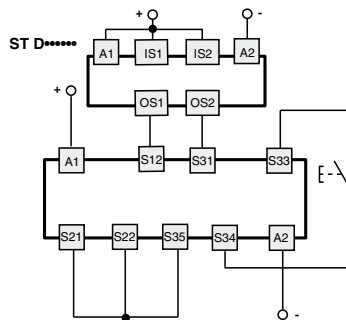 + -
ST D••••••
A1 IS1 IS2 A2
OS1 OS2
+
A1 S12 S31 S33
E
S21 S22 S35 S34 A2
-